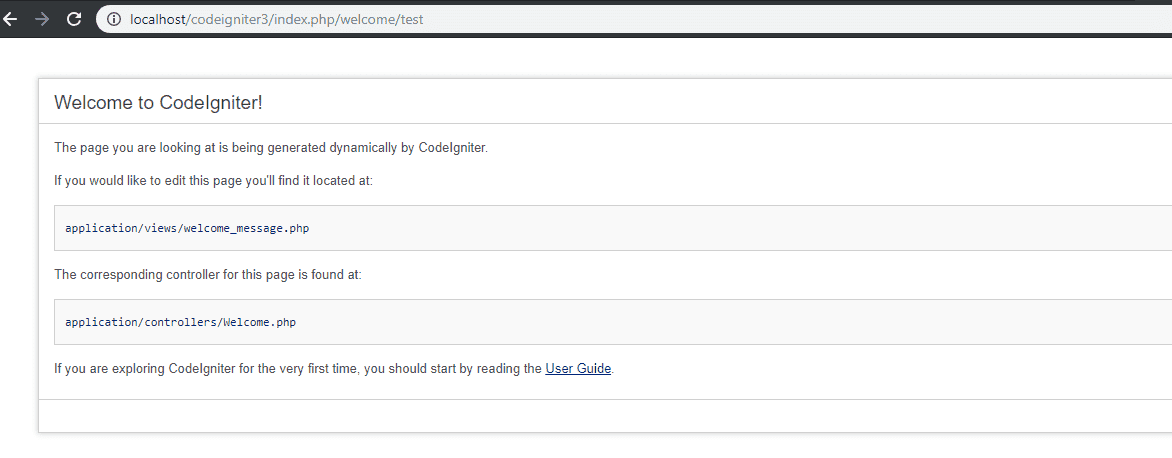 localhost/codeigniter3/index.php/welcome/test
Welcome to CodeIgniter!
The page you are looking at is being generated dynamically by CodeIgniter.
If you would like to edit this page you'll find it located at:
application/views/welcome_message.php
The corresponding controller for this page is found at:
application/controllers/Welcome.php
If you are exploring CodeIgniter for the very first time, you should start by reading the User Guide.